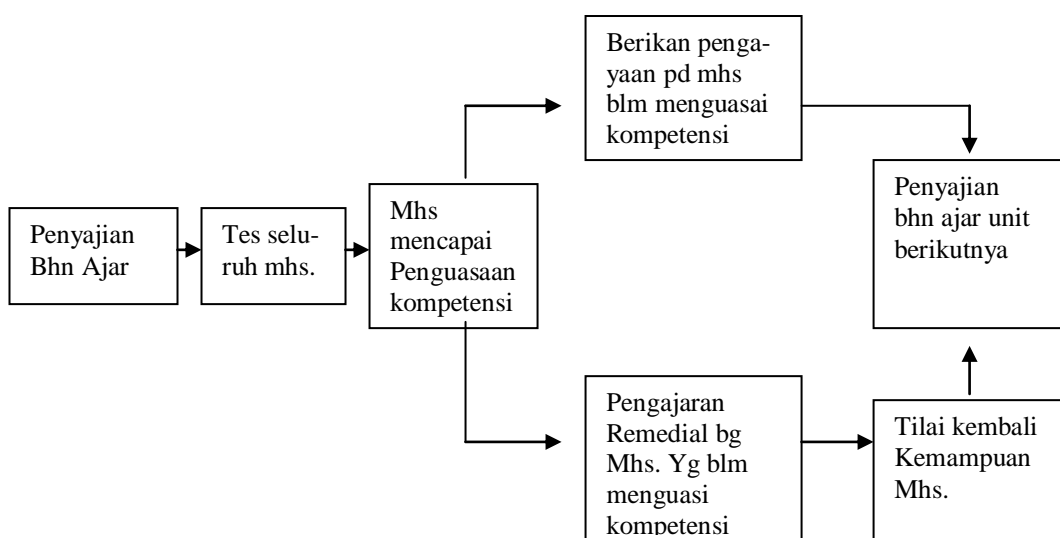 Penyajian
Bhn Ajar
Tes selu-
ruh mhs.
Mhs
mencapai
Penguasaan
kompetensi
Berikan penga-
yaan pd mhs
blm menguasai
kompetensi
Penyajian
bhn ajar unit
berikutnya
Pengajaran
Remedial bg
Mhs. Yg blm
menguasi
kompetensi
Tilai kembali
Kemampuan
Mhs.